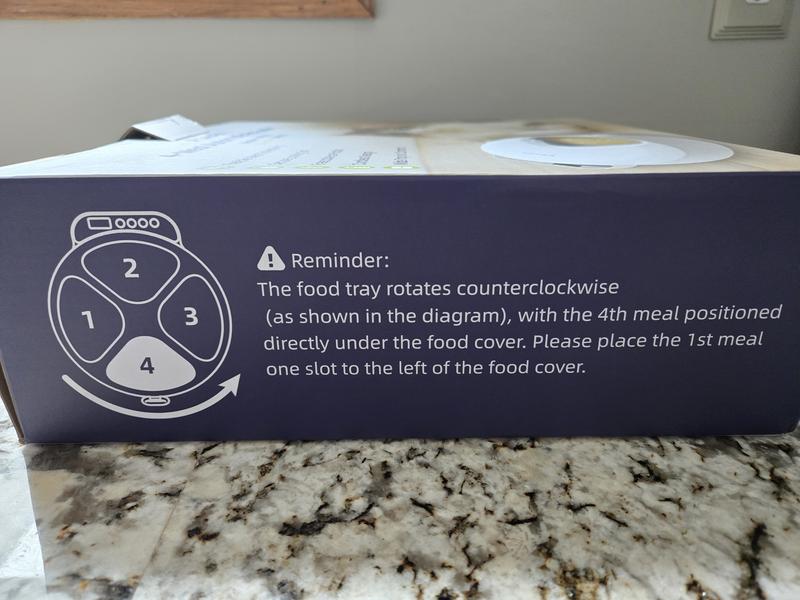 2
1
3
4
! Reminder:
The food tray rotates counterclockwise
(as shown in the diagram), with the 4th meal positioned
directly under the food cover. Please place the 1st meal
one slot to the left of the food cover.